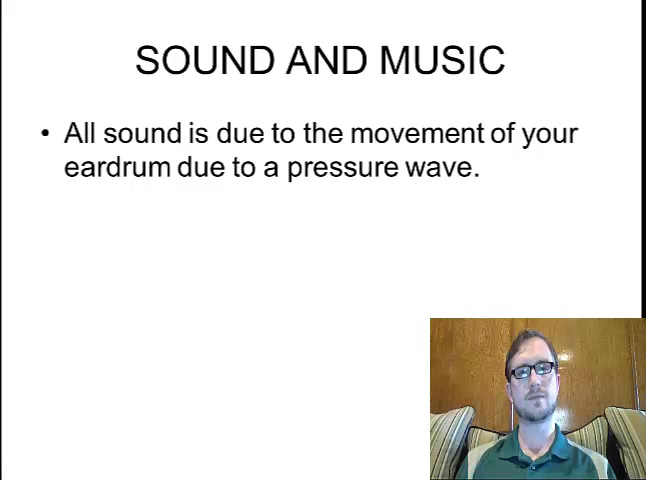 SOUND AND MUSIC
• All sound is due to the movement of your
eardrum due to a pressure wave.